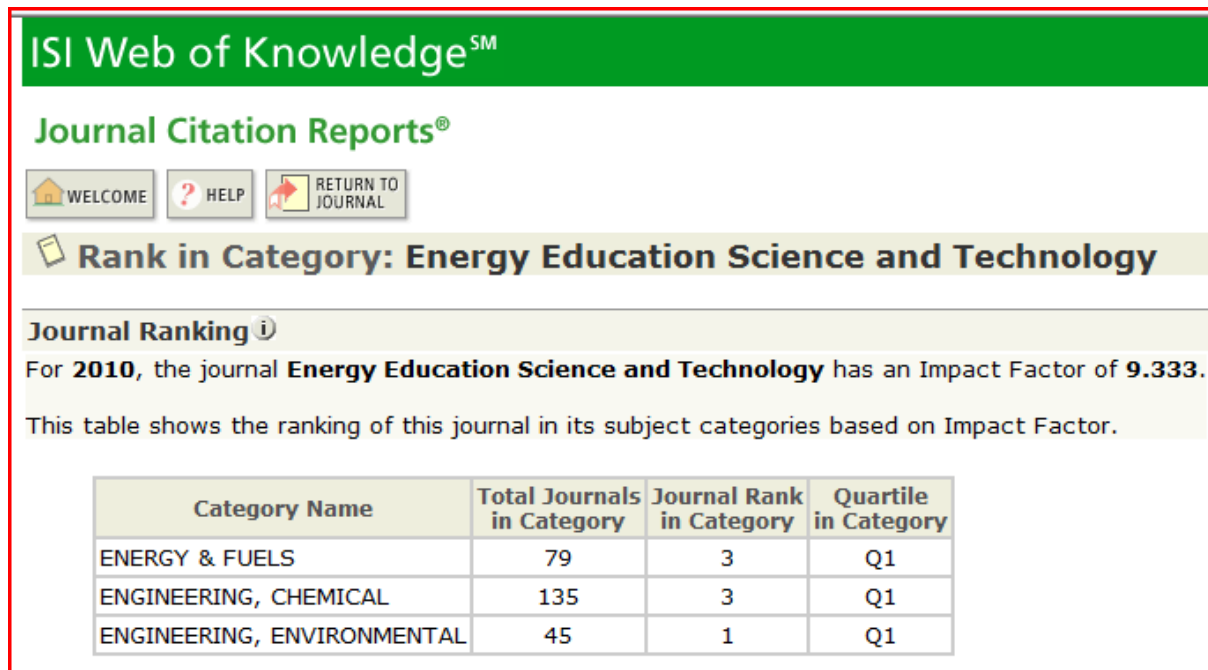 ISI Web of Knowledge℠
Journal Citation Reports®
WELCOME ? HELP RETURN TO JOURNAL
Rank in Category: Energy Education Science and Technology
Journal Ranking i
For 2010, the journal Energy Education Science and Technology has an Impact Factor of 9.333.
This table shows the ranking of this journal in its subject categories based on Impact Factor.
Category Name Total Journals in Category Journal Rank in Category Quartile in Category
ENERGY & FUELS 79 3 Q1
ENGINEERING, CHEMICAL 135 3 Q1
ENGINEERING, ENVIRONMENTAL 45 1 Q1